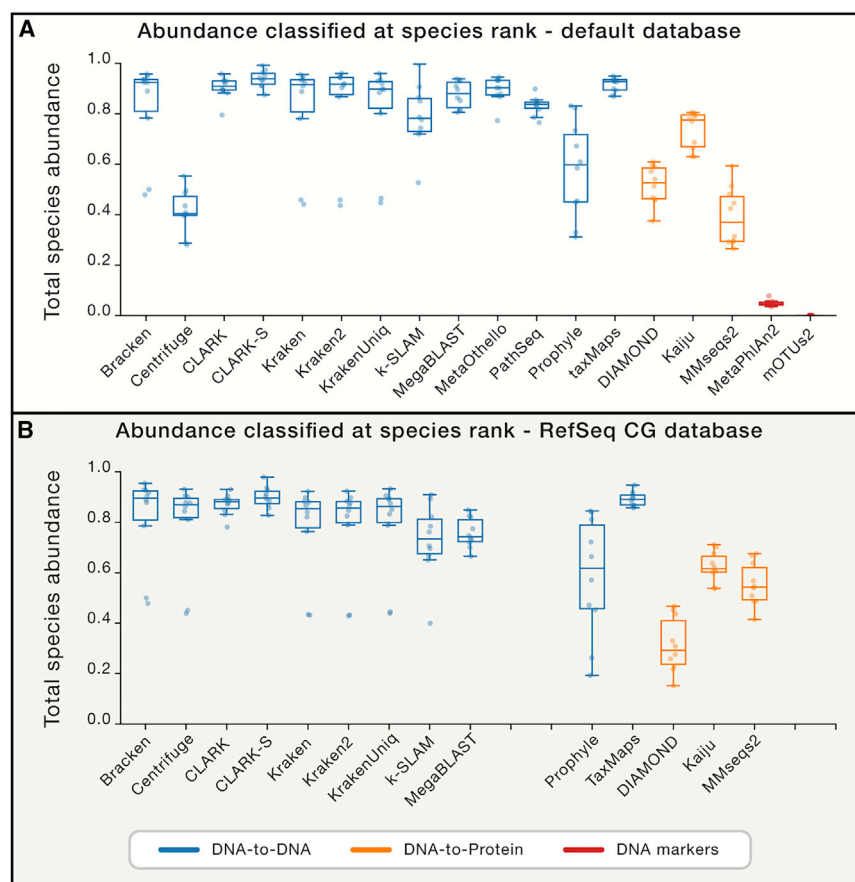 A
Abundance classified at species rank - default database
Total species abundance
1.0
0.8
0.6
0.4
0.2
0.0
Bracken
Centrifuge
CLARK
CLARK-S
Kraken
Kraken2
KrakenUniq
k-SLAM
MegaBLAST
MetaOthello
PathSeq
Prophyle
taxMaps
DIAMOND
Kaiju
MMseqs2
MetaPhlAn2
mOTUs2
B
Abundance classified at species rank - RefSeq CG database
Total species abundance
1.0
0.8
0.6
0.4
0.2
0.0
Bracken
Centrifuge
CLARK
CLARK-S
Kraken
Kraken2
KrakenUniq
k-SLAM
MegaBLAST
Prophyle
TaxMaps
DIAMOND
Kaiju
MMseqs2
DNA-to-DNA
DNA-to-Protein
DNA markers